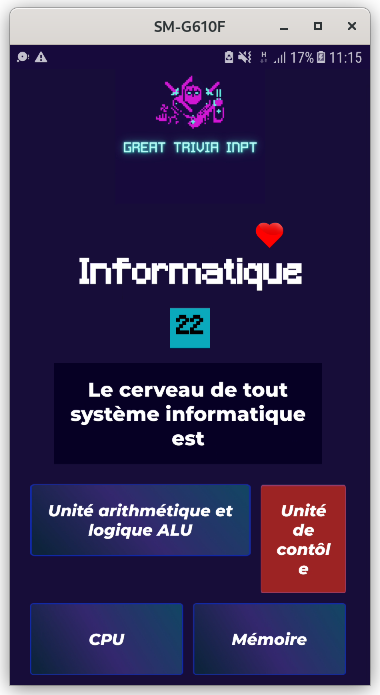 SM-G610F
17% 11:15
GREAT TRIVIA INPT
Informatique
22
Le cerveau de tout
système informatique
est
Unité arithmétique et
logique ALU
Unité
de
contôl
e
CPU
Mémoire